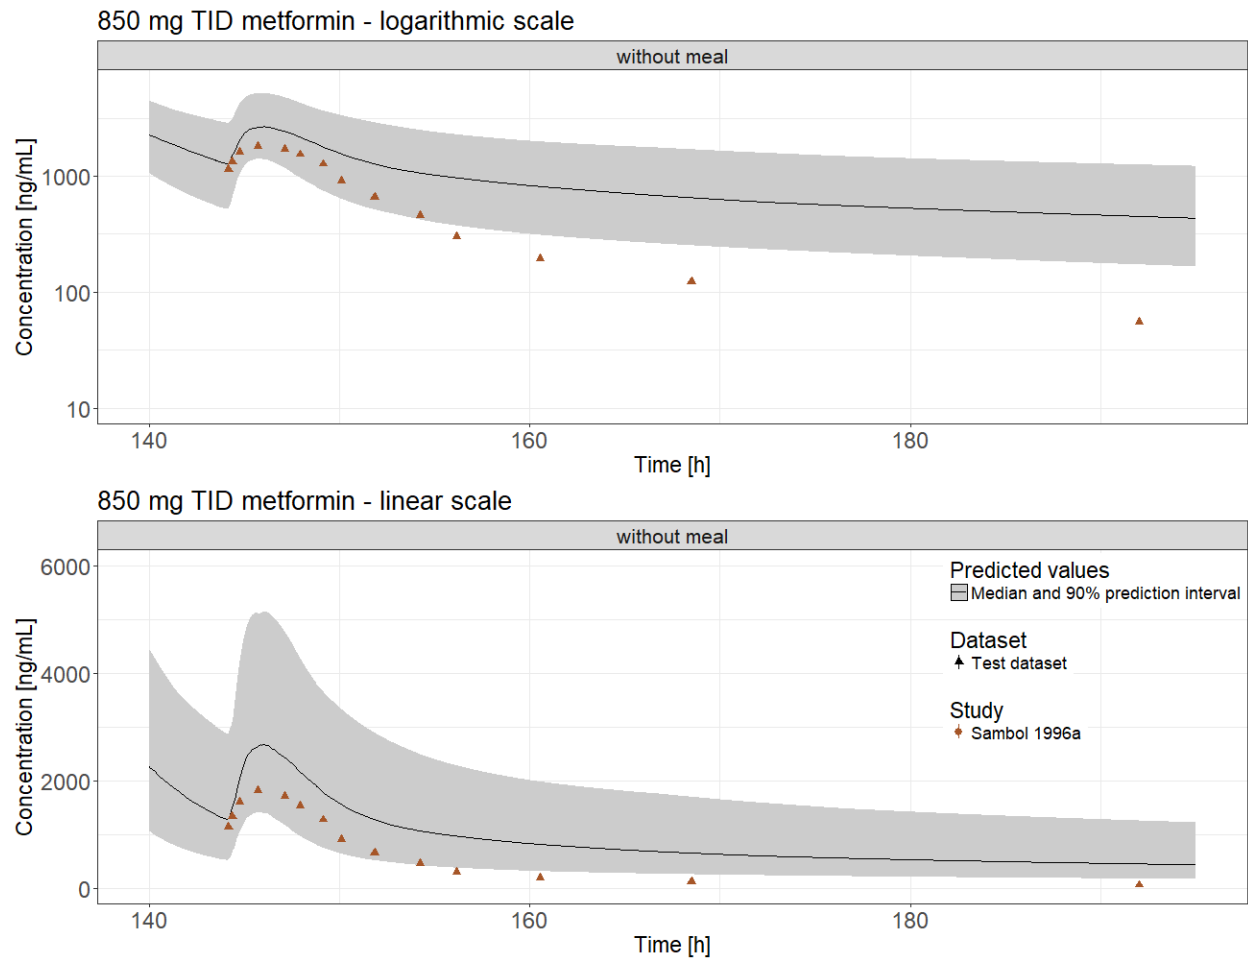 850 mg TID metformin - logarithmic scale
without meal
Concentration [ng/mL]
1000
100
10
140 160 180
Time [h]
850 mg TID metformin - linear scale
without meal
Concentration [ng/mL]
6000
4000
2000
0
Predicted values
Median and 90% prediction interval
Dataset
Test dataset
Study
Sambol 1996a
140 160 180
Time [h]